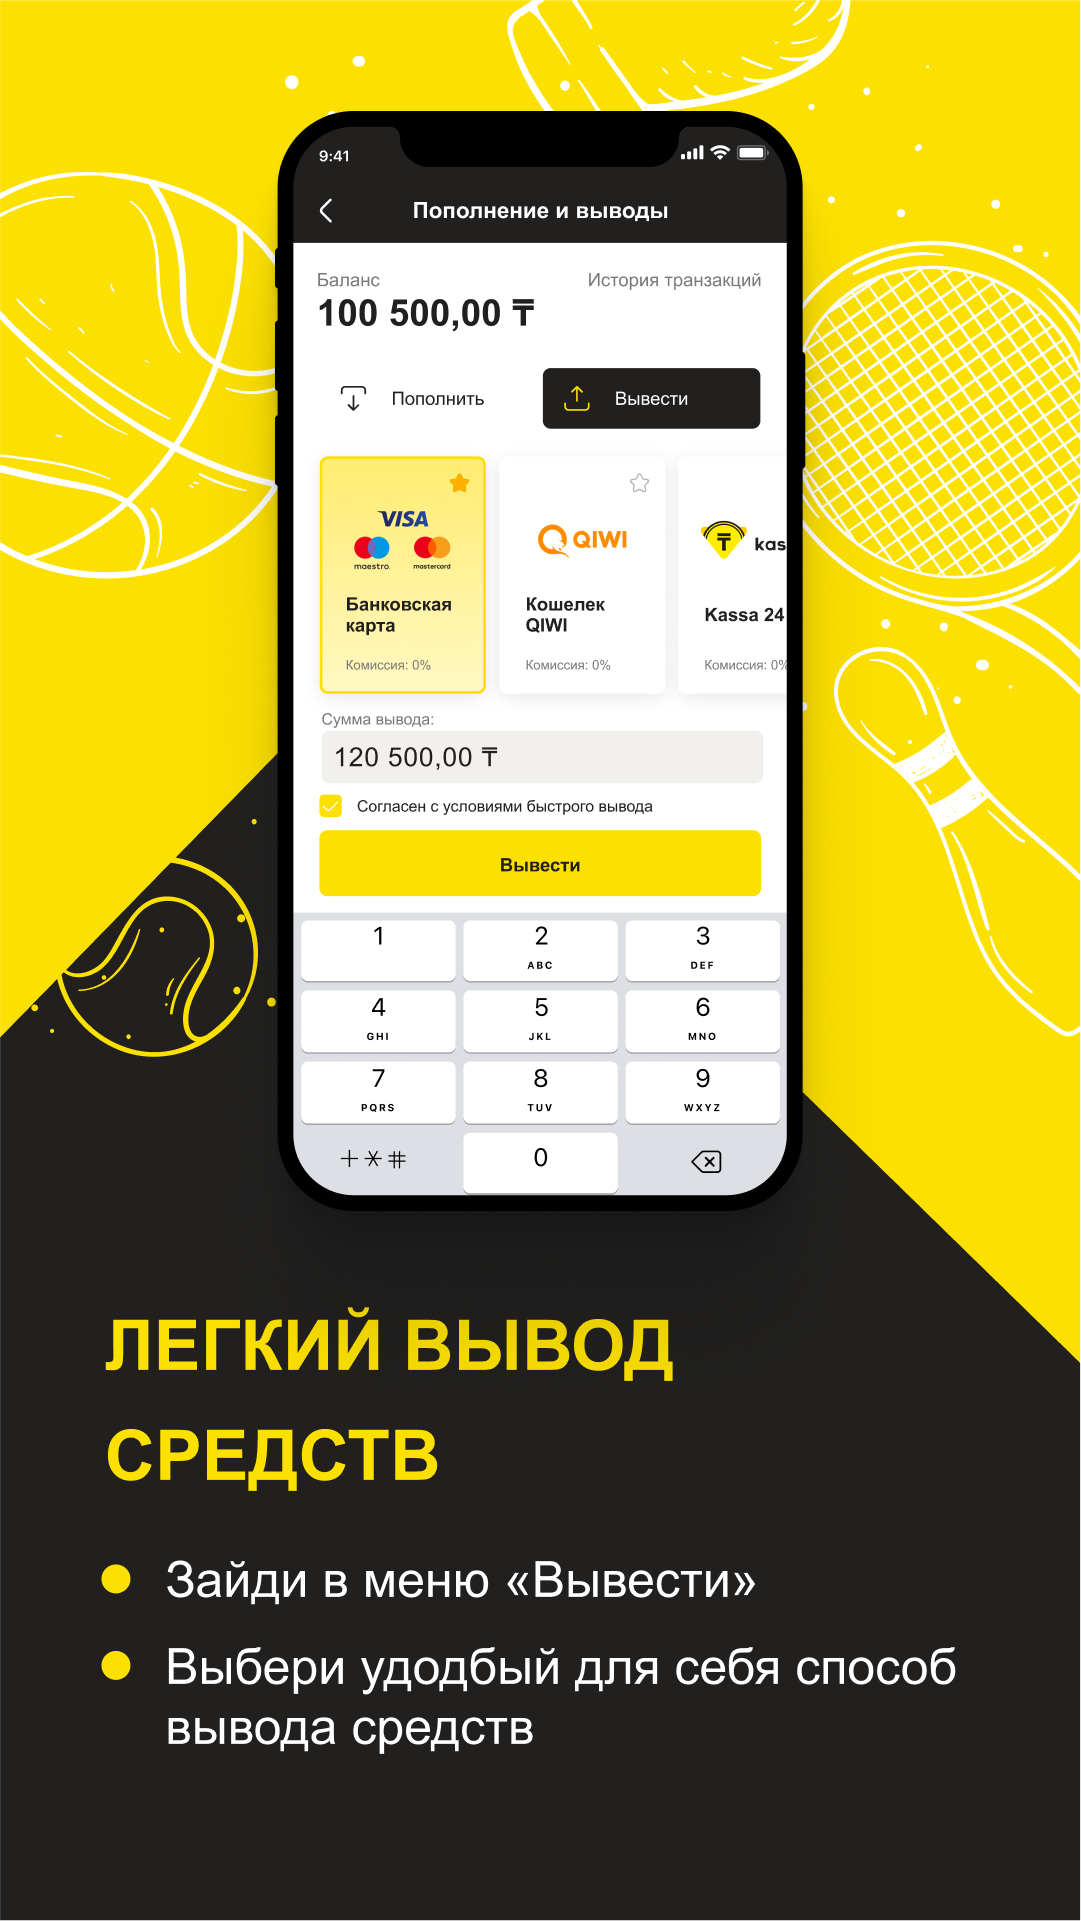 9:41
Пополнение и выводы
Баланс
История транзакций
100 500,00 ₸
Пополнить
Вывести
VISA
maestro.
mastercard
QIWI
₸
kas
Банковская
карта
Кошелек
QIWI
Kassa 24
Комиссия: 0%
Комиссия: 0%
Комиссия: 0%
Сумма вывода:
120 500,00 ₸
Согласен с условиями быстрого вывода
Вывести
1
2
ABC
3
DEF
4
GHI
5
JKL
6
MNO
7
PQRS
8
TUV
9
WXYZ
+*#
0
ЛЕГКИЙ ВЫВОД
СРЕДСТВ
Зайди в меню «Вывести»
Выбери удодбый для себя способ
вывода средств